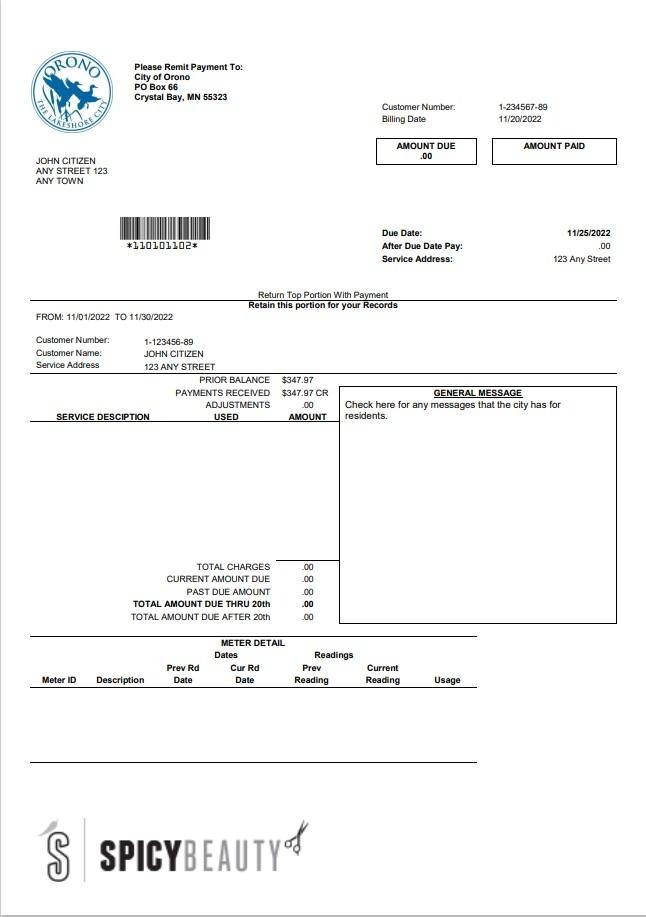 ORONO
THE LAKESHORE CITY
Please Remit Payment To:
City of Orono
PO Box 66
Crystal Bay, MN 55323
Customer Number: 1-234567-89
Billing Date 11/20/2022
AMOUNT DUE
.00
AMOUNT PAID
JOHN CITIZEN
ANY STREET 123
ANY TOWN
*110101102*
Due Date: 11/25/2022
After Due Date Pay: .00
Service Address: 123 Any Street
Return Top Portion With Payment
Retain this portion for your Records
FROM: 11/01/2022 TO 11/30/2022
Customer Number: 1-123456-89
Customer Name: JOHN CITIZEN
Service Address 123 ANY STREET
PRIOR BALANCE $347.97
PAYMENTS RECEIVED $347.97 CR
ADJUSTMENTS .00
SERVICE DESCIPTION USED AMOUNT
GENERAL MESSAGE
Check here for any messages that the city has for
residents.
TOTAL CHARGES .00
CURRENT AMOUNT DUE .00
PAST DUE AMOUNT .00
TOTAL AMOUNT DUE THRU 20th .00
TOTAL AMOUNT DUE AFTER 20th .00
METER DETAIL
Dates Readings
Prev Rd Cur Rd Prev Current
Meter ID Description Date Date Reading Reading Usage
S SPICYBEAUTY